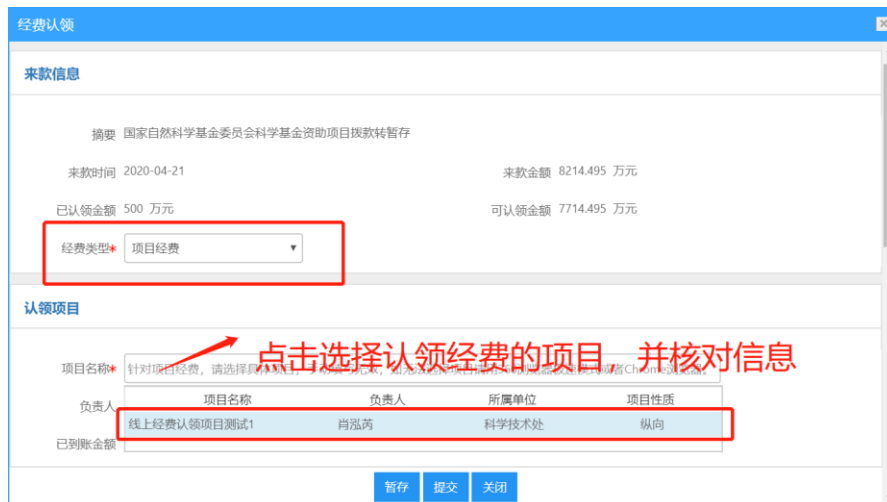 经费认领
来款信息
摘要 国家自然科学基金委员会科学基金资助项目拨款转暂存
来款时间 2020-04-21 来款金额 8214.495 万元
已认领金额 500 万元 可认领金额 7714.495 万元
经费类型* 项目经费
认领项目
点击选择认领经费的项目，并核对信息
项目名称* 针对项目经费，请选择具体项目，
负责人 项目名称 负责人 所属单位 项目性质
线上经费认领项目测试1 肖泓芮 科学技术处 纵向
已到账金额
暂存 提交 关闭